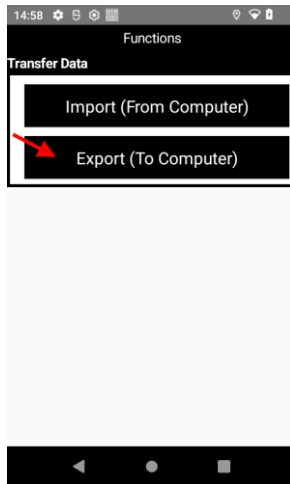 14:58
Functions
Transfer Data
Import (From Computer)
Export (To Computer)